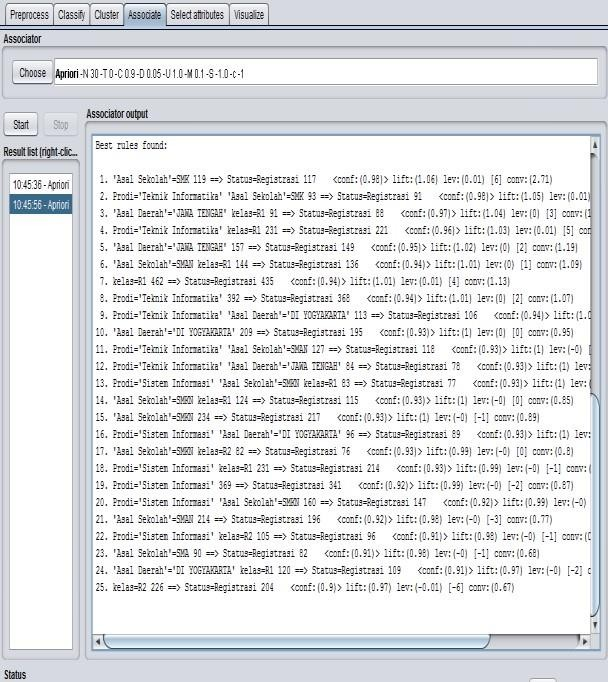 Preprocess Classify Cluster Associate Select attributes Visualize
Associator
Choose Apriori -N 30 -T 0 -C 0.9 -D 0.05 -U 1.0 -M 0.1 -S -1.0 -c -1
Start Stop
Associator output
Result list (right-clic...
10:45:36 - Apriori
10:45:56 - Apriori
Best rules found:
1. 'Asal Sekolah'=SMK 119 ==> Status=Registrasi 117 <conf:(0.98)> lift:(1.06) lev:(0.01) [6] conv:(2.71)
2. Prodi='Teknik Informatika' 'Asal Sekolah'=SMK 93 ==> Status=Registrasi 91 <conf:(0.98)> lift:(1.05) lev:(0.01)
3. 'Asal Daerah'='JAWA TENGAH' kelas=R1 91 ==> Status=Registrasi 88 <conf:(0.97)> lift:(1.04) lev:(0) [3] conv:(1
4. Prodi='Teknik Informatika' kelas=R1 231 ==> Status=Registrasi 221 <conf:(0.96)> lift:(1.03) lev:(0.01) [5] con
5. 'Asal Daerah'='JAWA TENGAH' 157 ==> Status=Registrasi 149 <conf:(0.95)> lift:(1.02) lev:(0) [2] conv:(1.19)
6. 'Asal Sekolah'=SMAN kelas=R1 144 ==> Status=Registrasi 136 <conf:(0.94)> lift:(1.01) lev:(0) [1] conv:(1.09)
7. kelas=R1 462 ==> Status=Registrasi 435 <conf:(0.94)> lift:(1.01) lev:(0.01) [4] conv:(1.13)
8. Prodi='Teknik Informatika' 392 ==> Status=Registrasi 368 <conf:(0.94)> lift:(1.01) lev:(0) [2] conv:(1.07)
9. Prodi='Teknik Informatika' 'Asal Daerah'='DI YOGYAKARTA' 113 ==> Status=Registrasi 106 <conf:(0.94)> lift:(1.0
10. 'Asal Daerah'='DI YOGYAKARTA' 209 ==> Status=Registrasi 195 <conf:(0.93)> lift:(1) lev:(0) [0] conv:(0.95)
11. Prodi='Teknik Informatika' 'Asal Sekolah'=SMAN 127 ==> Status=Registrasi 118 <conf:(0.93)> lift:(1) lev:(-0) [
12. Prodi='Teknik Informatika' 'Asal Daerah'='JAWA TENGAH' 84 ==> Status=Registrasi 78 <conf:(0.93)> lift:(1) lev:
13. Prodi='Sistem Informasi' 'Asal Sekolah'=SMKN kelas=R1 83 ==> Status=Registrasi 77 <conf:(0.93)> lift:(1) lev:(
14. 'Asal Sekolah'=SMKN kelas=R1 124 ==> Status=Registrasi 115 <conf:(0.93)> lift:(1) lev:(-0) [0] conv:(0.85)
15. 'Asal Sekolah'=SMKN 234 ==> Status=Registrasi 217 <conf:(0.93)> lift:(1) lev:(-0) [-1] conv:(0.89)
16. Prodi='Sistem Informasi' 'Asal Daerah'='DI YOGYAKARTA' 96 ==> Status=Registrasi 89 <conf:(0.93)> lift:(1) lev:
17. 'Asal Sekolah'=SMKN kelas=R2 82 ==> Status=Registrasi 76 <conf:(0.93)> lift:(0.99) lev:(-0) [0] conv:(0.8)
18. Prodi='Sistem Informasi' kelas=R1 231 ==> Status=Registrasi 214 <conf:(0.93)> lift:(0.99) lev:(-0) [-1] conv:(
19. Prodi='Sistem Informasi' 369 ==> Status=Registrasi 341 <conf:(0.92)> lift:(0.99) lev:(-0) [-2] conv:(0.87)
20. Prodi='Sistem Informasi' 'Asal Sekolah'=SMKN 160 ==> Status=Registrasi 147 <conf:(0.92)> lift:(0.99) lev:(-0)
21. 'Asal Sekolah'=SMAN 214 ==> Status=Registrasi 196 <conf:(0.92)> lift:(0.98) lev:(-0) [-3] conv:(0.77)
22. Prodi='Sistem Informasi' kelas=R2 105 ==> Status=Registrasi 96 <conf:(0.91)> lift:(0.98) lev:(-0) [-1] conv:(0
23. 'Asal Sekolah'=SMA 90 ==> Status=Registrasi 82 <conf:(0.91)> lift:(0.98) lev:(-0) [-1] conv:(0.68)
24. 'Asal Daerah'='DI YOGYAKARTA' kelas=R1 120 ==> Status=Registrasi 109 <conf:(0.91)> lift:(0.97) lev:(-0) [-2] c
25. kelas=R2 226 ==> Status=Registrasi 204 <conf:(0.9)> lift:(0.97) lev:(-0.01) [-6] conv:(0.67)
Status